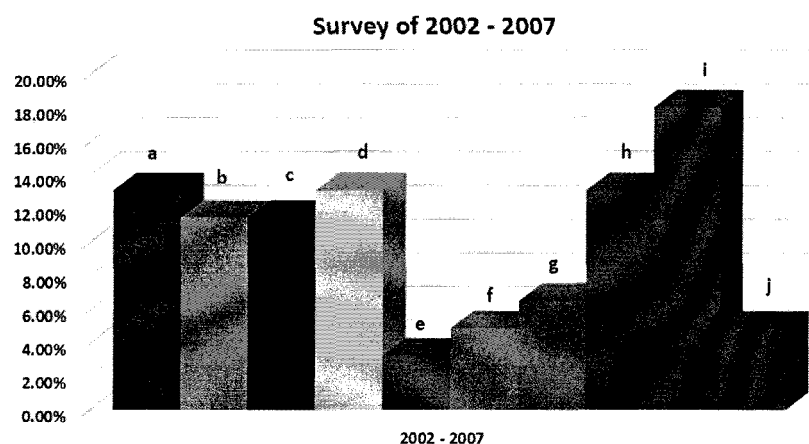 Survey of 2002 - 2007
20.00%
18.00%
16.00%
14.00%
12.00%
10.00%
8.00%
6.00%
4.00%
2.00%
0.00%
a
b
c
d
e
f
g
h
i
j
2002 - 2007